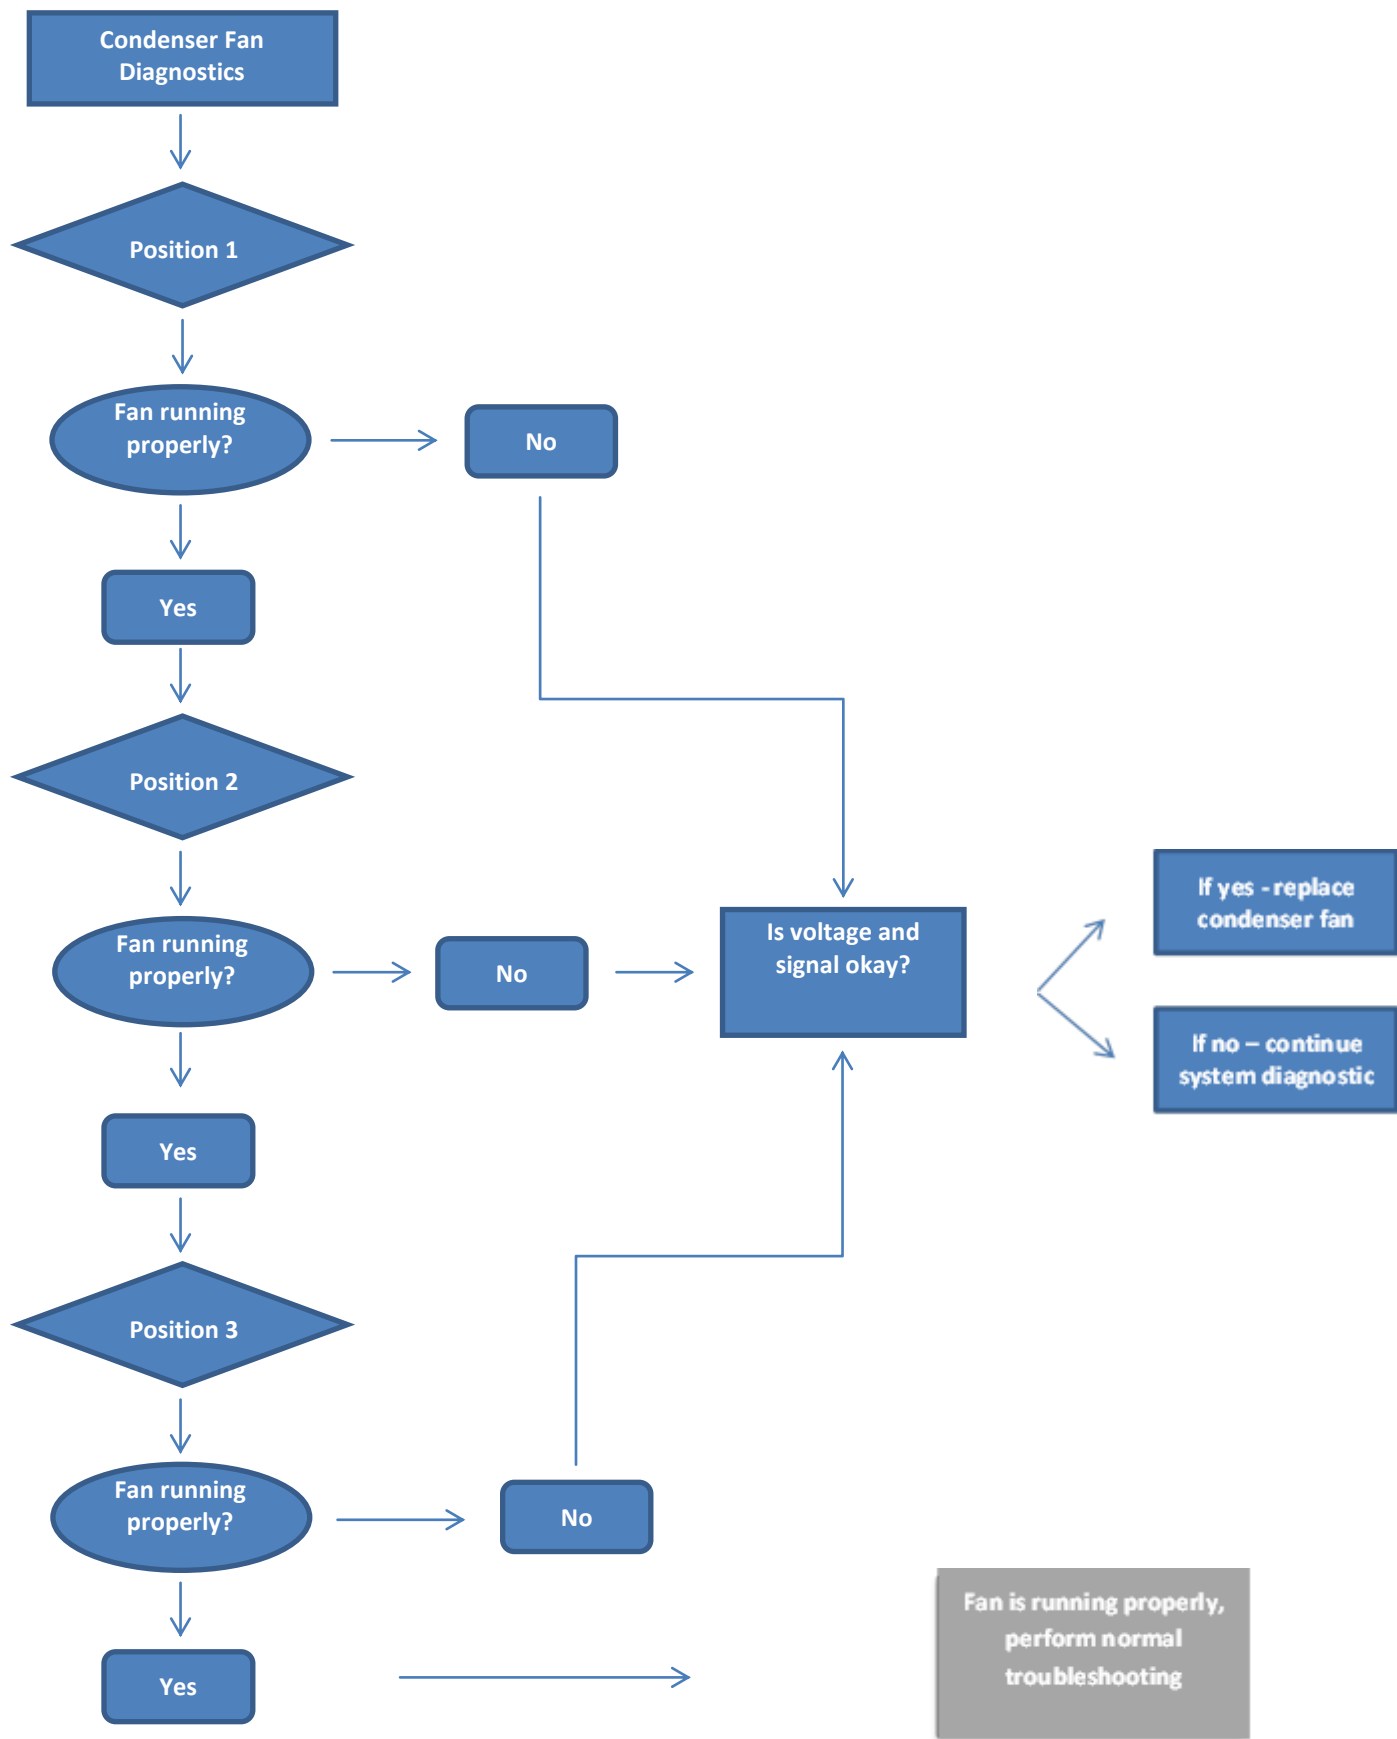 Condenser Fan
Diagnostics
Position 1
Fan running
properly?
No
Yes
Position 2
Fan running
properly?
No
Is voltage and
signal okay?
If yes - replace
condenser fan
If no – continue
system diagnostic
Yes
Position 3
Fan running
properly?
No
Yes
Fan is running properly,
perform normal
troubleshooting